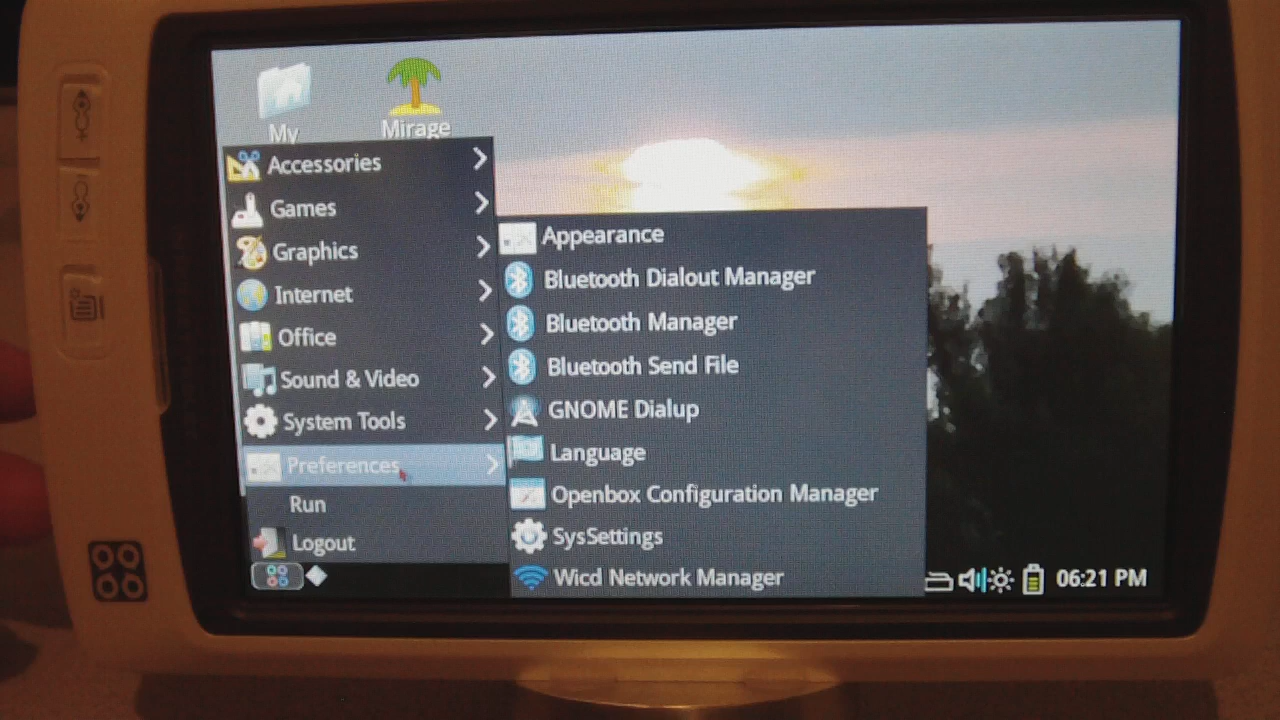 My
Mirage
Accessories
Games
Graphics
Internet
Office
Sound & Video
System Tools
Preferences
Run
Logout
Appearance
Bluetooth Dialout Manager
Bluetooth Manager
Bluetooth Send File
GNOME Dialup
Language
Openbox Configuration Manager
SysSettings
Wicd Network Manager
06:21 PM